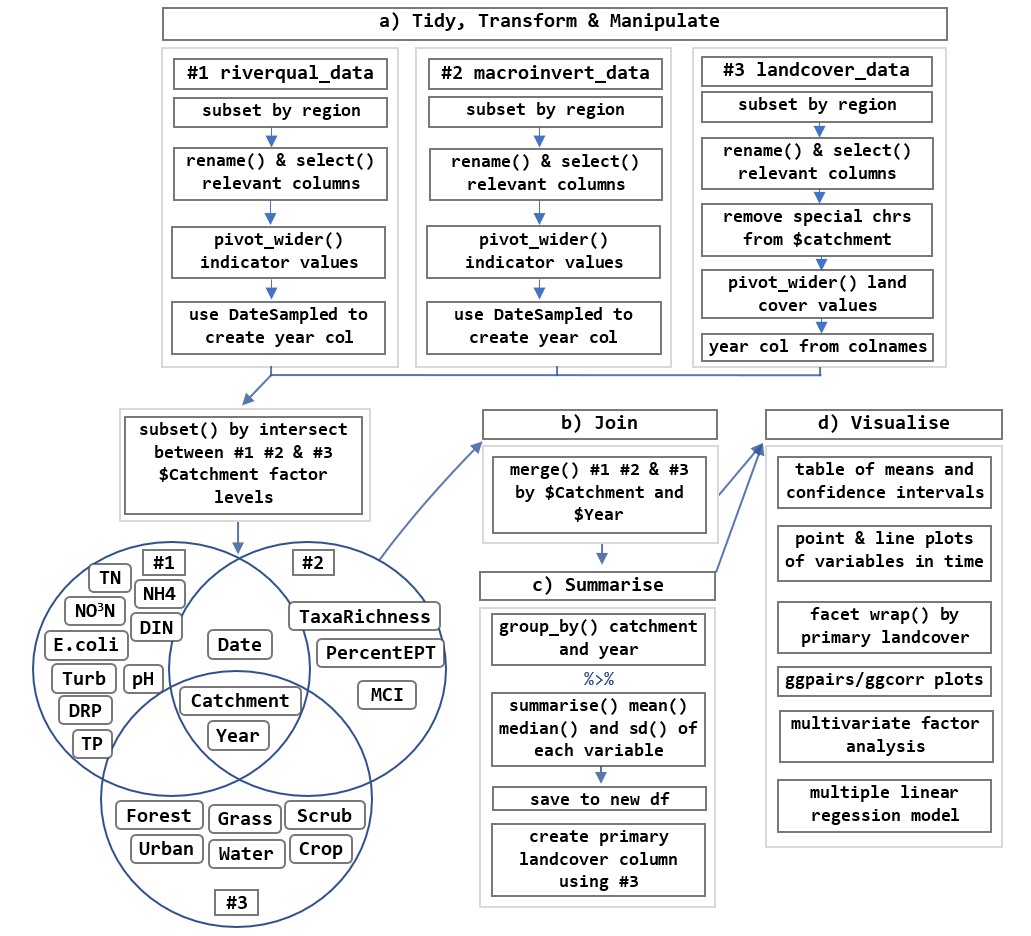 a) Tidy, Transform & Manipulate
#1 riverqual_data
subset by region
rename() & select()
relevant columns
pivot_wider()
indicator values
use DateSampled to
create year col
#2 macroinvert_data
subset by region
rename() & select()
relevant columns
pivot_wider()
indicator values
use DateSampled to
create year col
#3 landcover_data
subset by region
rename() & select()
relevant columns
remove special chrs
from $catchment
pivot_wider() land
cover values
year col from colnames
subset() by intersect
between #1 #2 & #3
$Catchment factor
levels
#1
TN
NH4
NO³N
DIN
E.coli
Turb
pH
DRP
TP
#2
TaxaRichness
PercentEPT
MCI
Date
Catchment
Year
Forest
Grass
Scrub
Urban
Water
Crop
#3
b) Join
merge() #1 #2 & #3
by $Catchment and
$Year
c) Summarise
group_by() catchment
and year
%>%
summarise() mean()
median() and sd() of
each variable
save to new df
create primary
landcover column
using #3
d) Visualise
table of means and
confidence intervals
point & line plots
of variables in time
facet wrap() by
primary landcover
ggpairs/ggcorr plots
multivariate factor
analysis
multiple linear
regression model